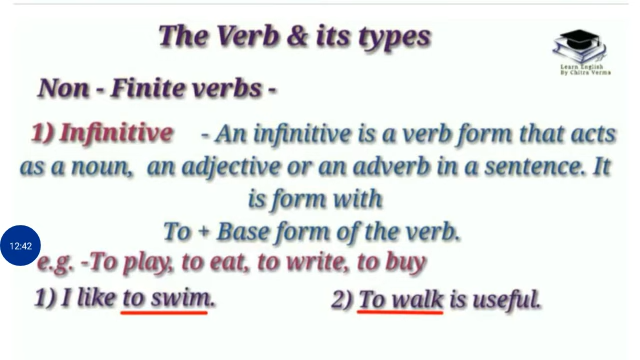 The Verb & its types
Learn English
By Chitra Verma
Non - Finite verbs -
1) Infinitive - An infinitive is a verb form that acts
as a noun, an adjective or an adverb in a sentence. It
is form with
To + Base form of the verb.
12:42
e.g. -To play, to eat, to write, to buy
1) I like to swim. 2) To walk is useful.